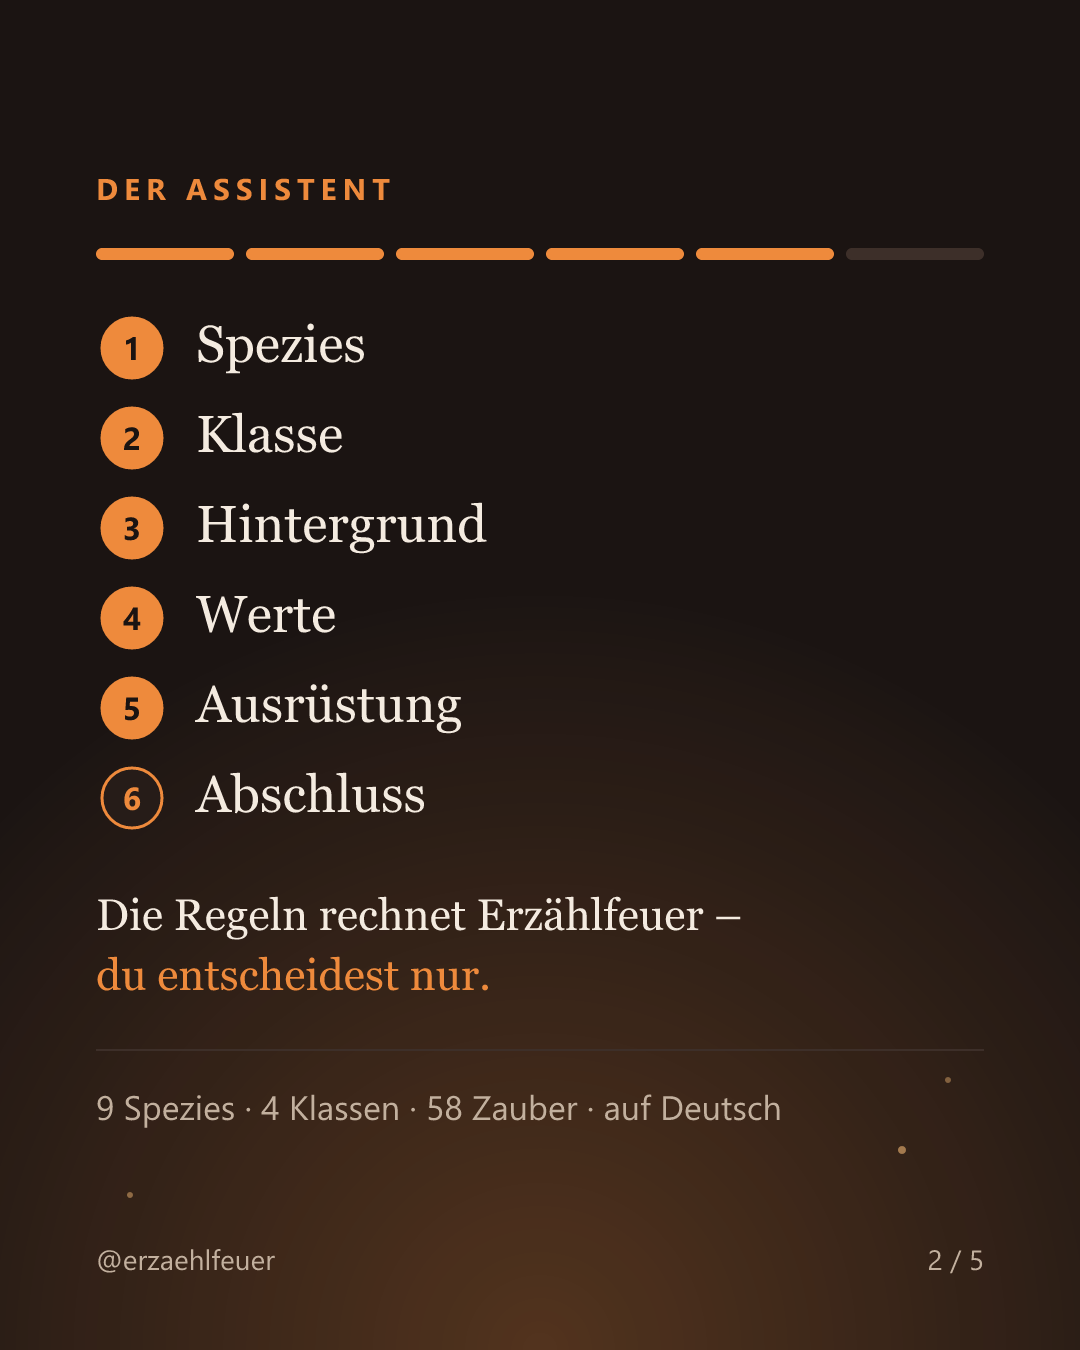 DER ASSISTENT
1 Spezies
2 Klasse
3 Hintergrund
4 Werte
5 Ausrüstung
6 Abschluss
Die Regeln rechnet Erzählfeuer –
du entscheidest nur.
9 Spezies · 4 Klassen · 58 Zauber · auf Deutsch
@erzaehlfeuer 2 / 5